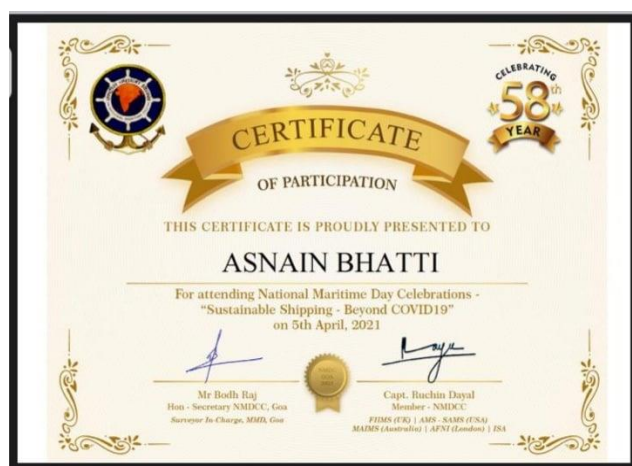 CELEBRATING
58th
YEAR
CERTIFICATE
OF PARTICIPATION
THIS CERTIFICATE IS PROUDLY PRESENTED TO
ASNAIN BHATTI
For attending National Maritime Day Celebrations -
“Sustainable Shipping - Beyond COVID19”
on 5th April, 2021
Mr Bodh Raj
Hon - Secretary NMDCC, Goa
Surveyor In-Charge, MMD, Goa
Capt. Ruchin Dayal
Member - NMDCC
FIIMS (UK) | AMS - SAMS (USA)
MAIMS (Australia) | AFNI (London) | ISA